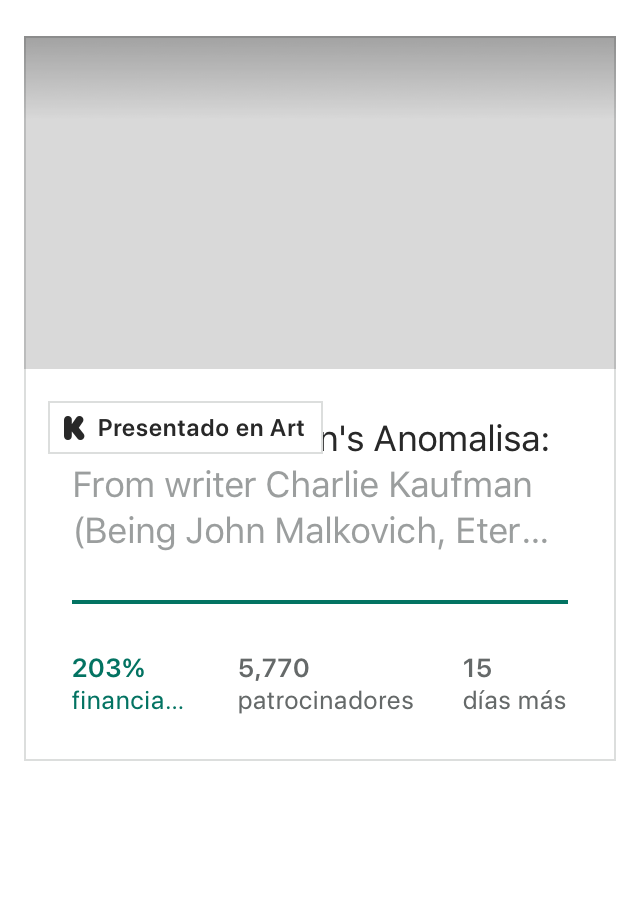 Presentado en Art
n's Anomalisa:
From writer Charlie Kaufman
(Being John Malkovich, Eter...
203%
financia...
5,770
patrocinadores
15
días más